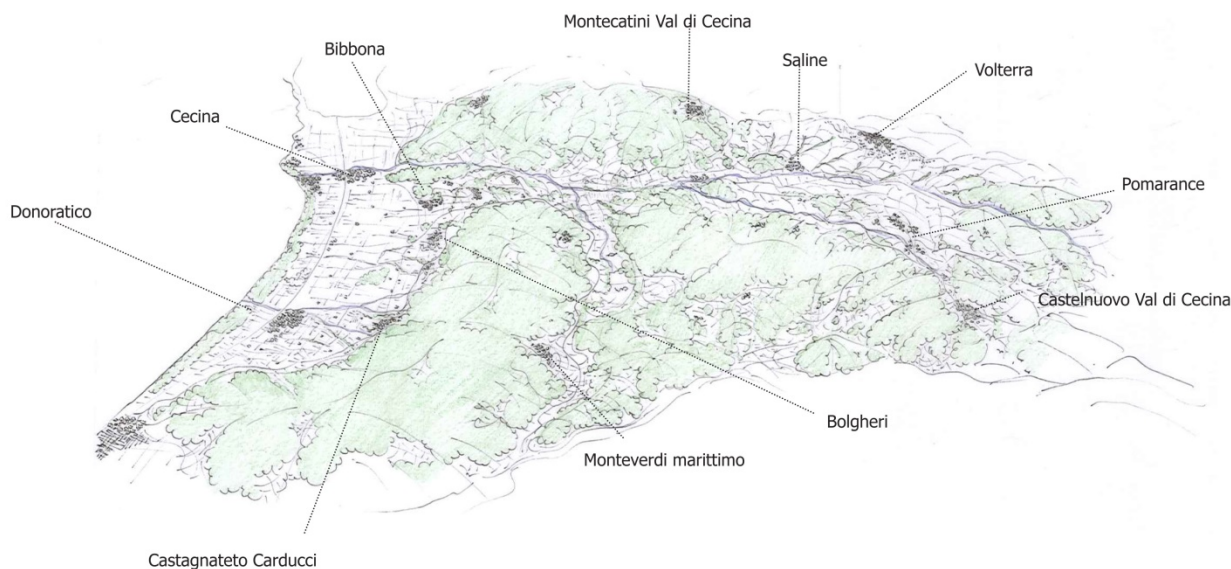 Montecatini Val di Cecina
Bibbona
Saline
Volterra
Cecina
Pomarance
Donoratico
Castelnuovo Val di Cecina
Bolgheri
Monteverdi marittimo
Castagnateto Carducci